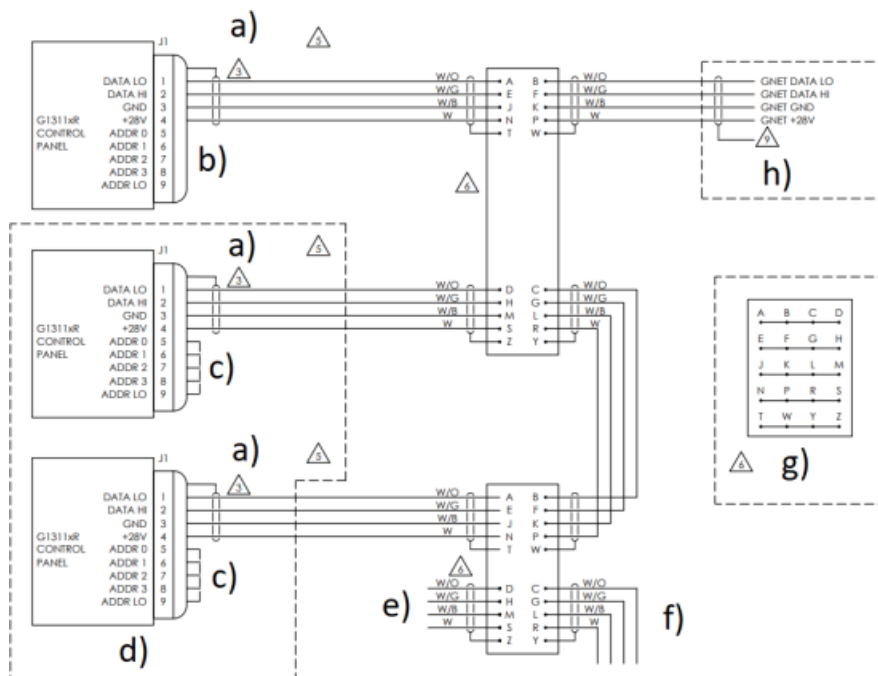 a)
5
J1
3
DATA LO 1
DATA HI 2
GND 3
G1311xR +28V 4
CONTROL ADDR 0 5
PANEL ADDR 1 6
ADDR 2 7
ADDR 3 8
ADDR LO 9
b)
W/O A B W/O
W/G E F W/G
W/B J K W/B
W N P W
T W
6
GNET DATA LO
GNET DATA HI
GNET GND
GNET +28V
9
h)
a)
5
J1
3
DATA LO 1
DATA HI 2
GND 3
G1311xR +28V 4
CONTROL ADDR 0 5
PANEL ADDR 1 6
ADDR 2 7
ADDR 3 8
ADDR LO 9
c)
W/O D C W/O
W/G H G W/G
W/B M L W/B
W S R W
Z Y
A B C D
E F G H
J K L M
N P R S
T W Y Z
6
g)
a)
5
J1
3
DATA LO 1
DATA HI 2
GND 3
G1311xR +28V 4
CONTROL ADDR 0 5
PANEL ADDR 1 6
ADDR 2 7
ADDR 3 8
ADDR LO 9
c)
d)
W/O A B
W/G E F
W/B J K
W N P
T W
6
e)
W/O D C W/O
W/G H G W/G
W/B M L W/B
W S R W
Z Y
f)